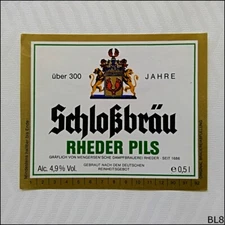 über 300 JAHRE
Schloßbräu
RHEDER PILS
GRÄFLICH VON MENGERSEN'SCHE DAMPFBRAUEREI RHEDER · SEIT 1686
Alc. 4,9% Vol.
GEBRAUT NACH DEM DEUTSCHEN
REINHEITSGEBOT
℮ 0,5 l
BL8